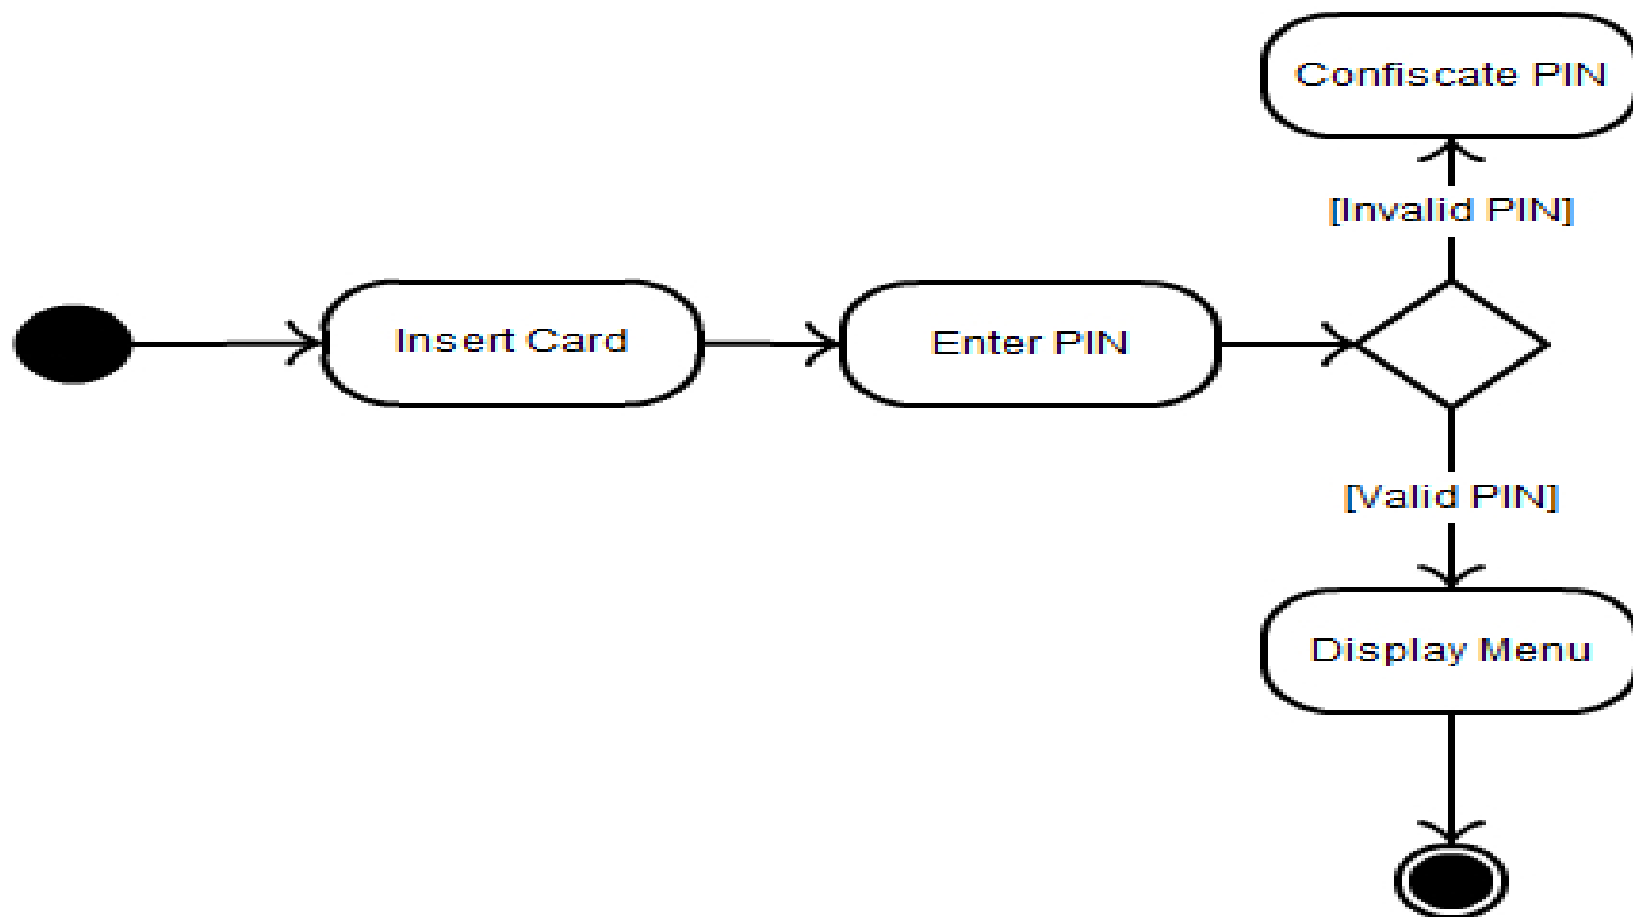 Confiscate PIN
[Invalid PIN]
Insert Card
Enter PIN
[Valid PIN]
Display Menu